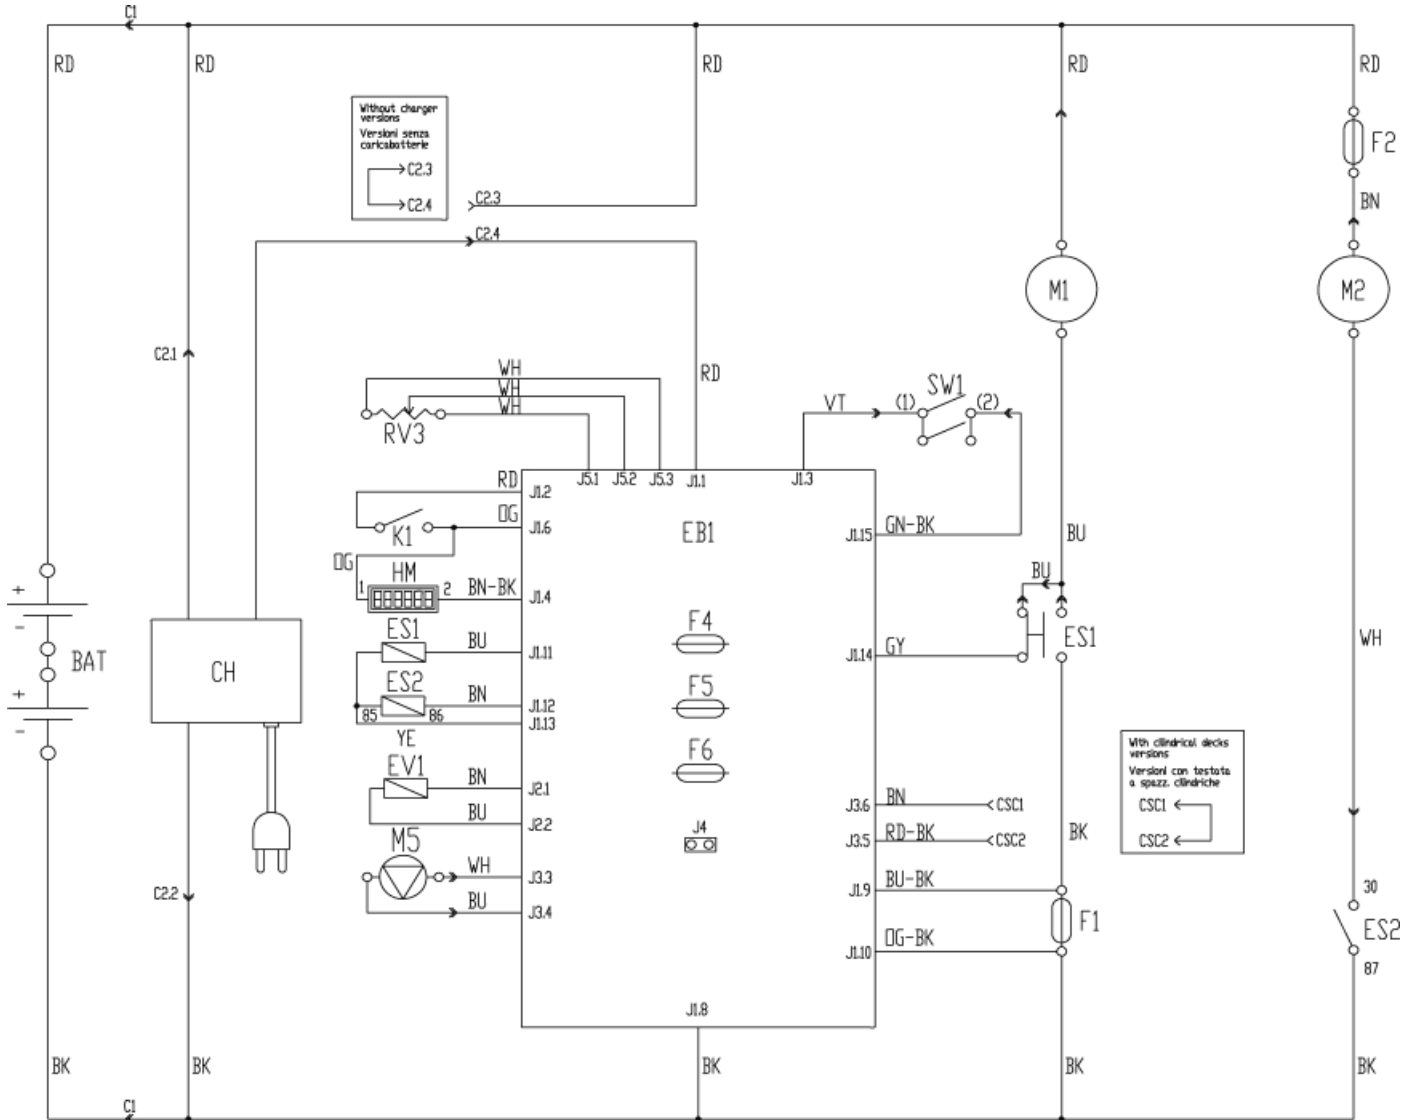 C1
RD
RD
RD
RD
RD
Without charger
versions
Versioni senza
caricabatterie
C2.3
C2.4
C2.3
C2.4
F2
BN
M1
M2
C2.1
WH
WH
WH
RV3
RD
VT
(1)
SW1
(2)
J5.1
J5.2
J5.3
J1.1
J1.3
RD
J1.2
OG
J1.6
K1
EB1
J1.15
GN-BK
BU
OG
HM
1
2
BN-BK
J1.4
BU
ES1
BU
J1.11
F4
J1.14
GY
ES1
WH
BAT
+
-
+
-
CH
ES2
85
86
BN
J1.12
J1.13
YE
F5
EV1
BN
J2.1
BU
J2.2
F6
With cilindrical decks
versions
Versioni con testata
a spazz. cilindriche
CSC1
CSC2
J3.6
BN
CSC1
J4
J3.5
RD-BK
CSC2
BK
M5
WH
J3.3
BU
J3.4
C2.2
J1.9
BU-BK
F1
J1.10
OG-BK
30
ES2
87
J1.8
BK
BK
BK
BK
BK
C1